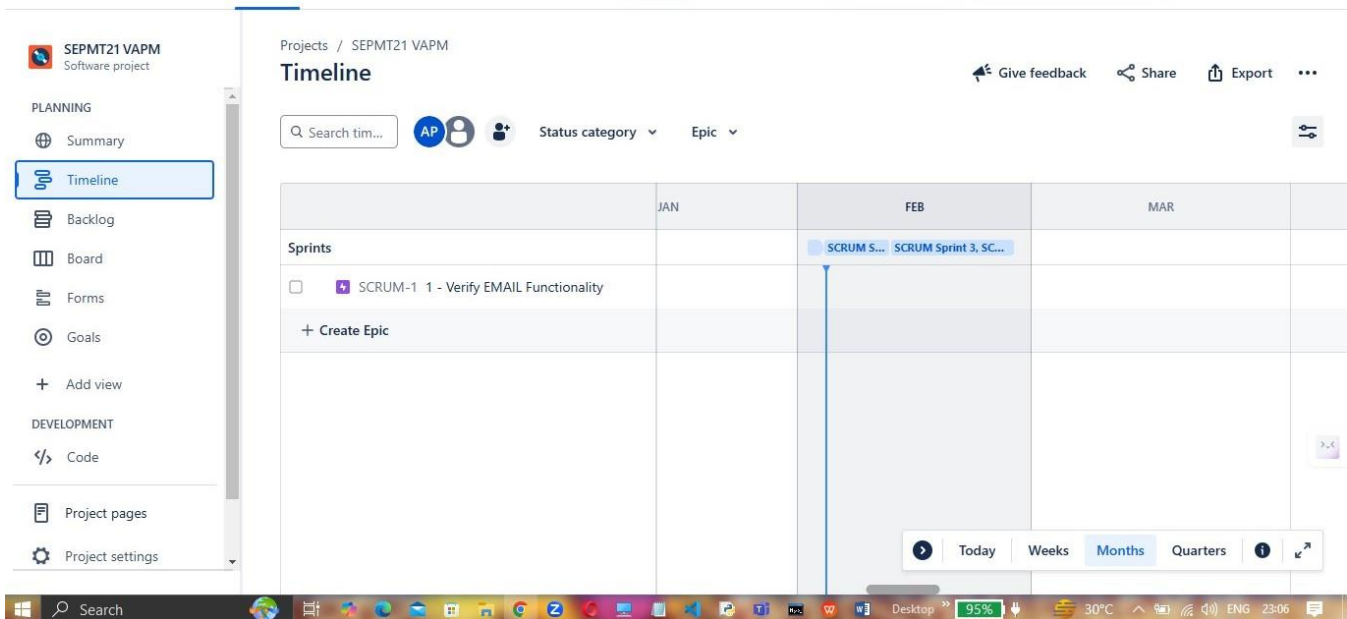 SEPMT21 VAPM
Software project
PLANNING
Summary
Timeline
Backlog
Board
Forms
Goals
+ Add view
DEVELOPMENT
</> Code
Project pages
Project settings
Projects / SEPMT21 VAPM
Timeline
Give feedback
Share
Export
Search tim...
AP
Status category
Epic
JAN
FEB
MAR
Sprints
SCRUM S...
SCRUM Sprint 3, SC...
SCRUM-1 1 - Verify EMAIL Functionality
+ Create Epic
Today
Weeks
Months
Quarters
Search
Desktop
95%
30°C
ENG
23:06